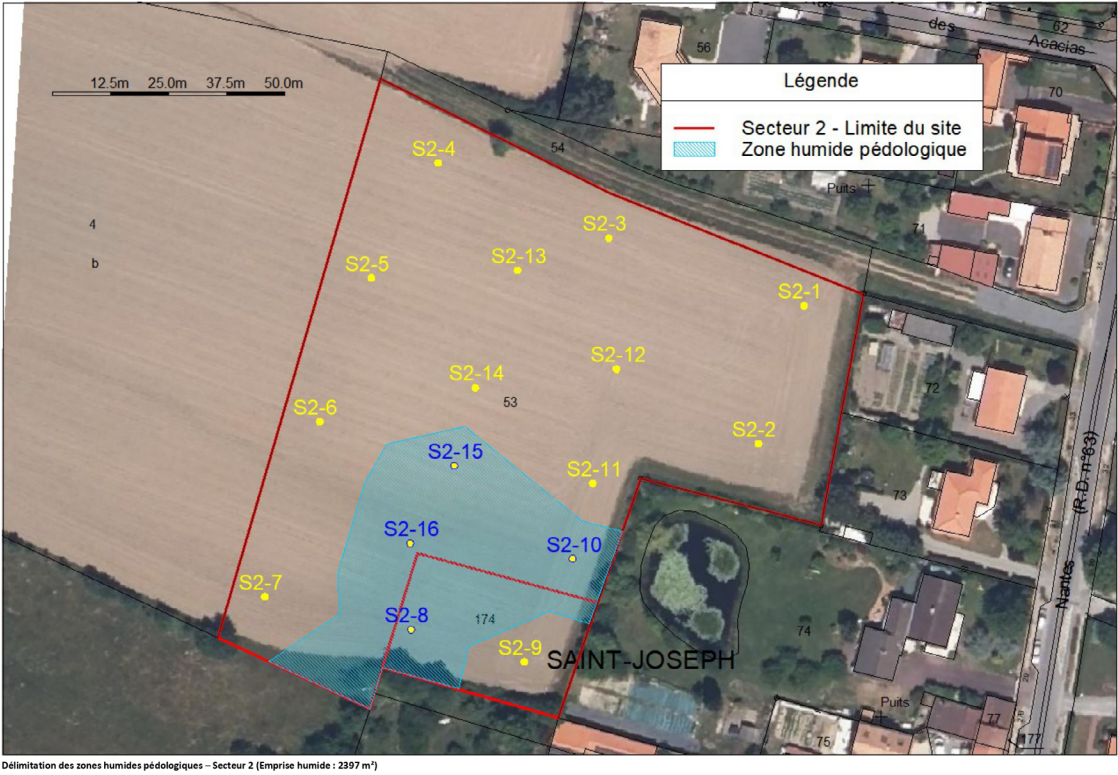 des
Acacias
62
56
70
Légende
Secteur 2 - Limite du site
Zone humide pédologique
12.5m 25.0m 37.5m 50.0m
54
S2-4
Puits
71
4
S2-3
b
S2-13
S2-5
S2-1
S2-12
S2-14
72
53
S2-6
S2-2
S2-15
S2-11
73
(R.D. n°63)
S2-16
S2-10
Nantes
S2-7
S2-8
174
74
S2-9
SAINT-JOSEPH
Puits
77
75
177
Délimitation des zones humides pédologiques – Secteur 2 (Emprise humide : 2397 m²)